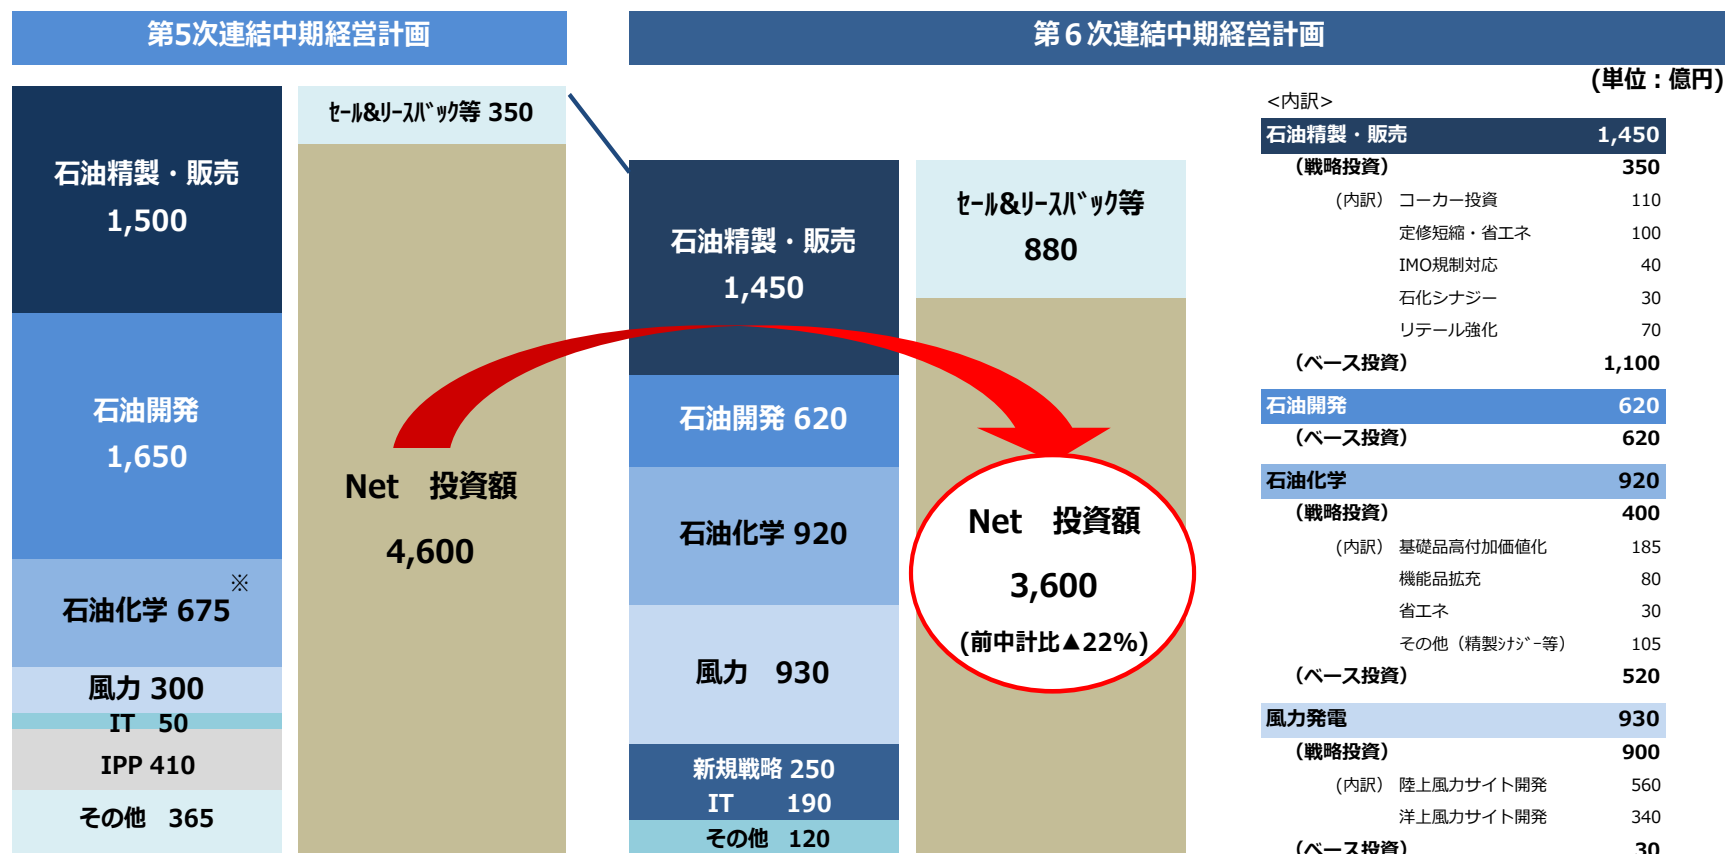 第5次連結中期経営計画
第６次連結中期経営計画
(単位：億円)
石油精製・販売
1,500
石油開発
1,650
石油化学 675
※
風力 300
IT 50
IPP 410
その他 365
ｾｰﾙ&ﾘｰｽﾊﾞｯｸ等 350
Net 投資額
4,600
石油精製・販売
1,450
石油開発 620
石油化学 920
風力 930
新規戦略 250
IT 190
その他 120
ｾｰﾙ&ﾘｰｽﾊﾞｯｸ等
880
Net 投資額
3,600
(前中計比▲22%)
<内訳>
石油精製・販売 1,450
（戦略投資） 350
(内訳） コーカー投資 110
定修短縮・省エネ 100
IMO規制対応 40
石化シナジー 30
リテール強化 70
（ベース投資） 1,100
石油開発 620
（ベース投資） 620
石油化学 920
（戦略投資） 400
(内訳） 基礎品高付加価値化 185
機能品拡充 80
省エネ 30
その他（精製ｼﾅｼﾞｰ等） 105
（ベース投資） 520
風力発電 930
（戦略投資） 900
(内訳） 陸上風力サイト開発 560
洋上風力サイト開発 340
（ベース投資） 30